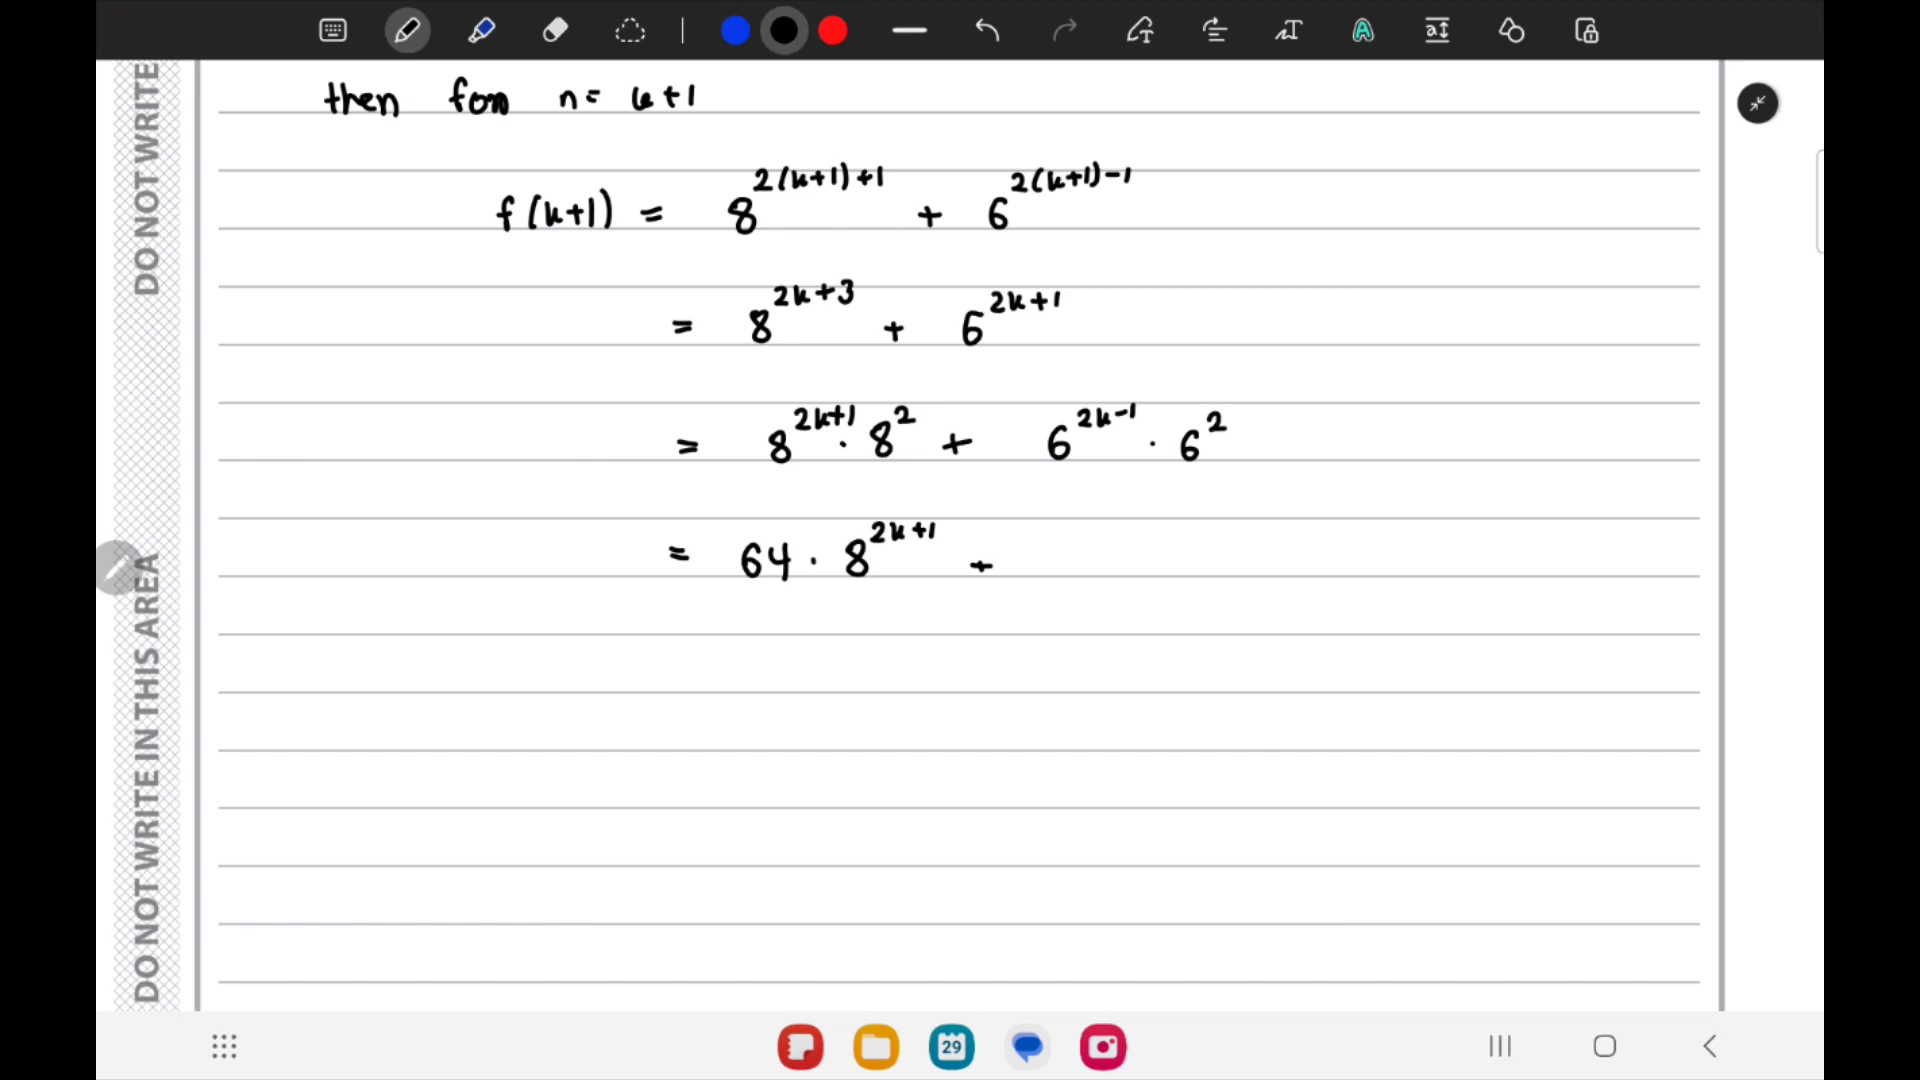 DO NOT WRITE
DO NOT WRITE IN THIS AREA
then for n = k+1
f(k+1) = 8^{2(k+1)+1} + 6^{2(k+1)-1}
= 8^{2k+3} + 6^{2k+1}
= 8^{2k+1} · 8^2 + 6^{2k-1} · 6^2
= 64 · 8^{2k+1} +
29